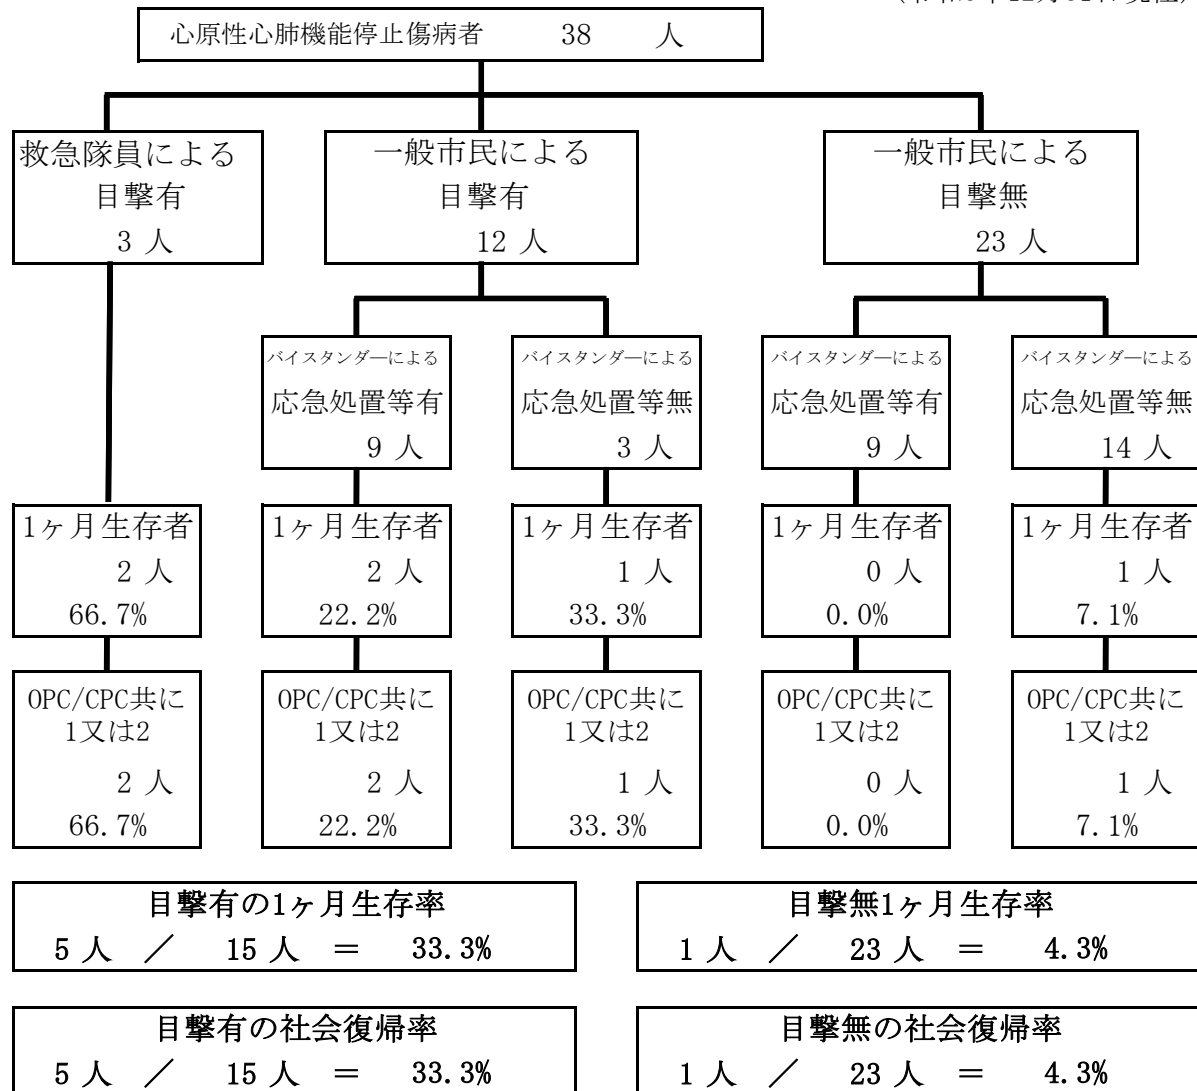 心原性心肺機能停止傷病者 38 人
救急隊員による
目撃有
3 人
一般市民による
目撃有
12 人
一般市民による
目撃無
23 人
バイスタンダーによる
応急処置等有
9 人
バイスタンダーによる
応急処置等無
3 人
バイスタンダーによる
応急処置等有
9 人
バイスタンダーによる
応急処置等無
14 人
1ヶ月生存者
2 人
66.7%
1ヶ月生存者
2 人
22.2%
1ヶ月生存者
1 人
33.3%
1ヶ月生存者
0 人
0.0%
1ヶ月生存者
1 人
7.1%
OPC/CPC共に
1又は2
2 人
66.7%
OPC/CPC共に
1又は2
2 人
22.2%
OPC/CPC共に
1又は2
1 人
33.3%
OPC/CPC共に
1又は2
0 人
0.0%
OPC/CPC共に
1又は2
1 人
7.1%
目撃有の1ヶ月生存率
5 人 ／ 15 人 ＝ 33.3%
目撃無1ヶ月生存率
1 人 ／ 23 人 ＝ 4.3%
目撃有の社会復帰率
5 人 ／ 15 人 ＝ 33.3%
目撃無の社会復帰率
1 人 ／ 23 人 ＝ 4.3%